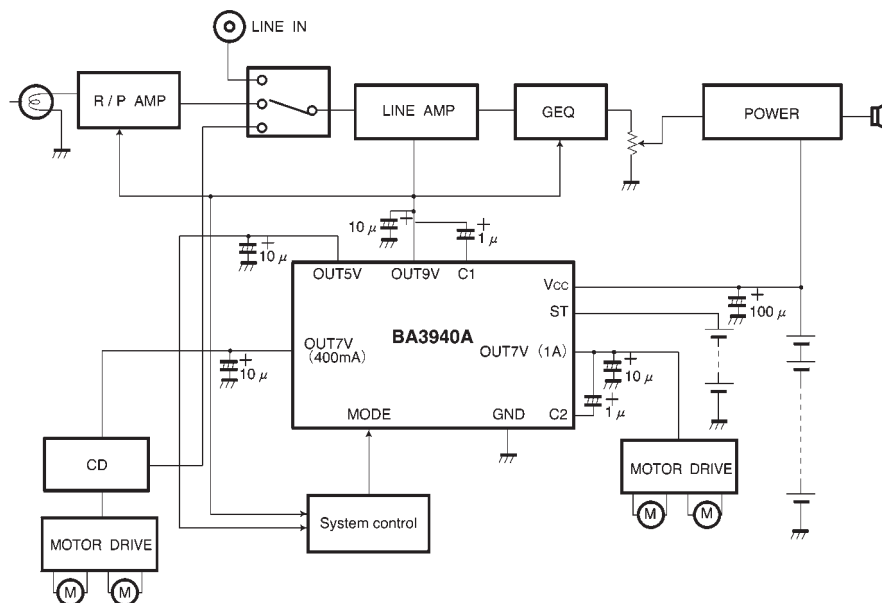 LINE IN
R / P AMP
LINE AMP
GEQ
POWER
10 μ
1 μ
10 μ
OUT5V
OUT9V
C1
VCC
ST
100 μ
BA3940A
OUT7V
(400mA)
OUT7V (1A)
10 μ
10 μ
1 μ
MODE
GND
C2
CD
MOTOR DRIVE
M
M
System control
MOTOR DRIVE
M
M